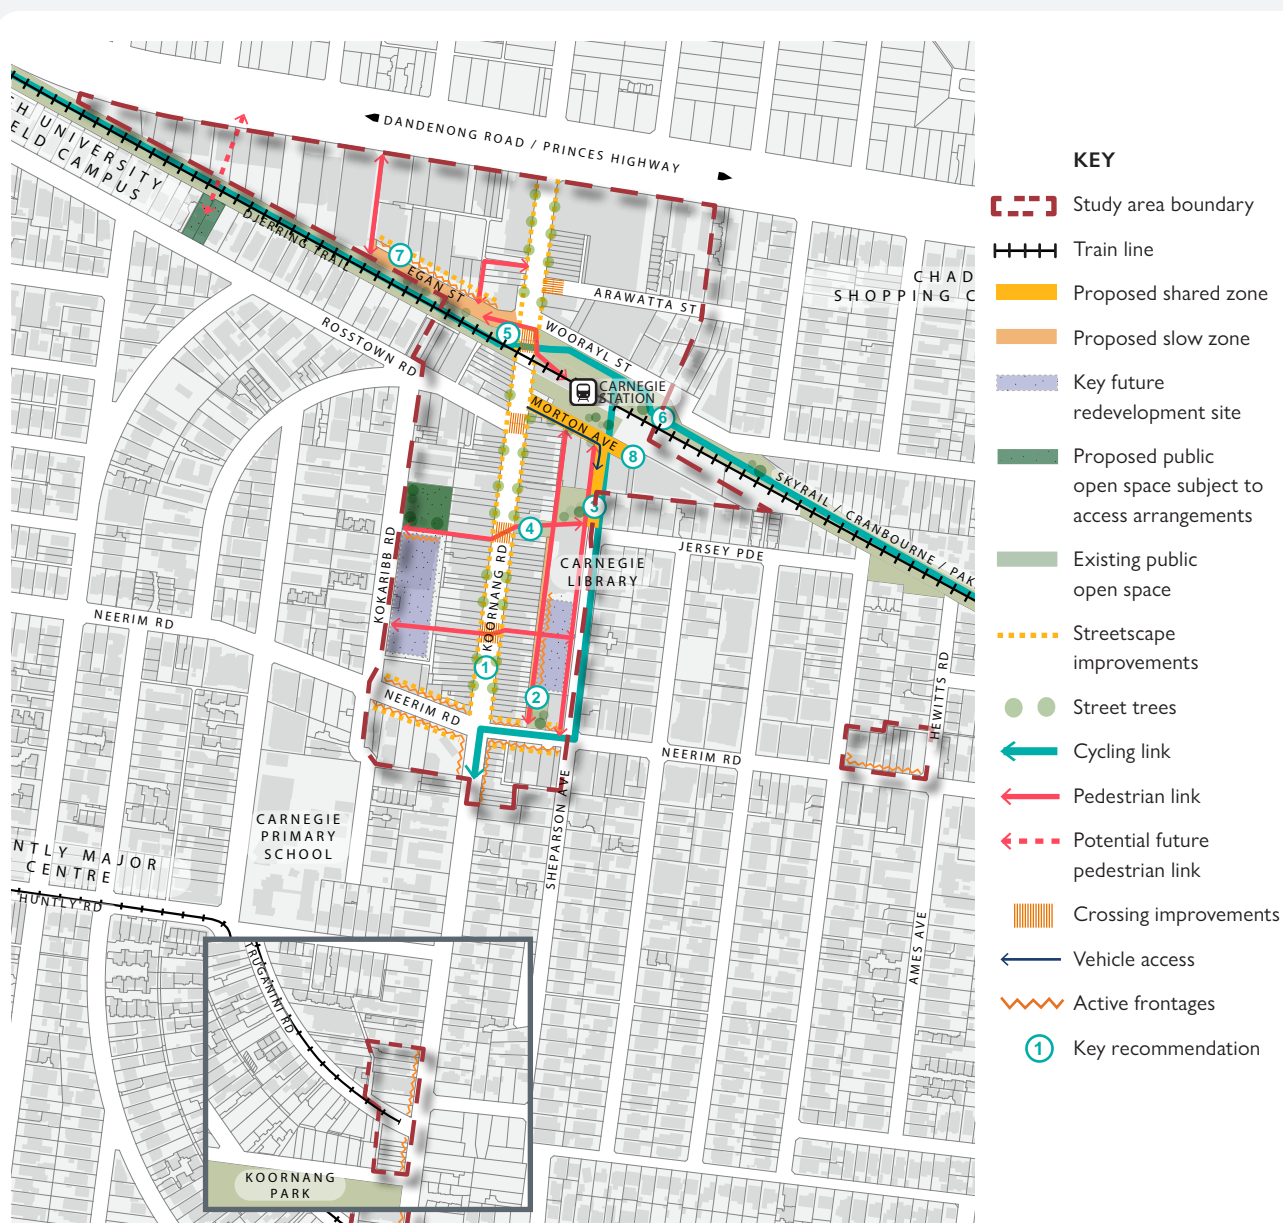 DANDENONG ROAD / PRINCES HIGHWAY
CH UNIVERSITY
ELD CAMPUS
DJERRING TRAIL
7
EGAN ST
ARAWATTA ST
CHAD
SHOPPING C
5
WOORAYL ST
ROSSTOWN RD
CARNEGIE
STATION
MORTON AVE
6
8
SKYRAIL / CRANBOURNE / PAK
3
4
JERSEY PDE
CARNEGIE
LIBRARY
KOKARIBB RD
KOORNANG RD
NEERIM RD
1
2
NEERIM RD
NEERIM RD
HEWITTS RD
CARNEGIE
PRIMARY
SCHOOL
SHEPARSON AVE
NTLY MAJOR
CENTRE
HUNTLY RD
AMES AVE
TRUGANINI RD
KOORNANG
PARK
KEY
Study area boundary
Train line
Proposed shared zone
Proposed slow zone
Key future
redevelopment site
Proposed public
open space subject to
access arrangements
Existing public
open space
Streetscape
improvements
Street trees
Cycling link
Pedestrian link
Potential future
pedestrian link
Crossing improvements
Vehicle access
Active frontages
1 Key recommendation